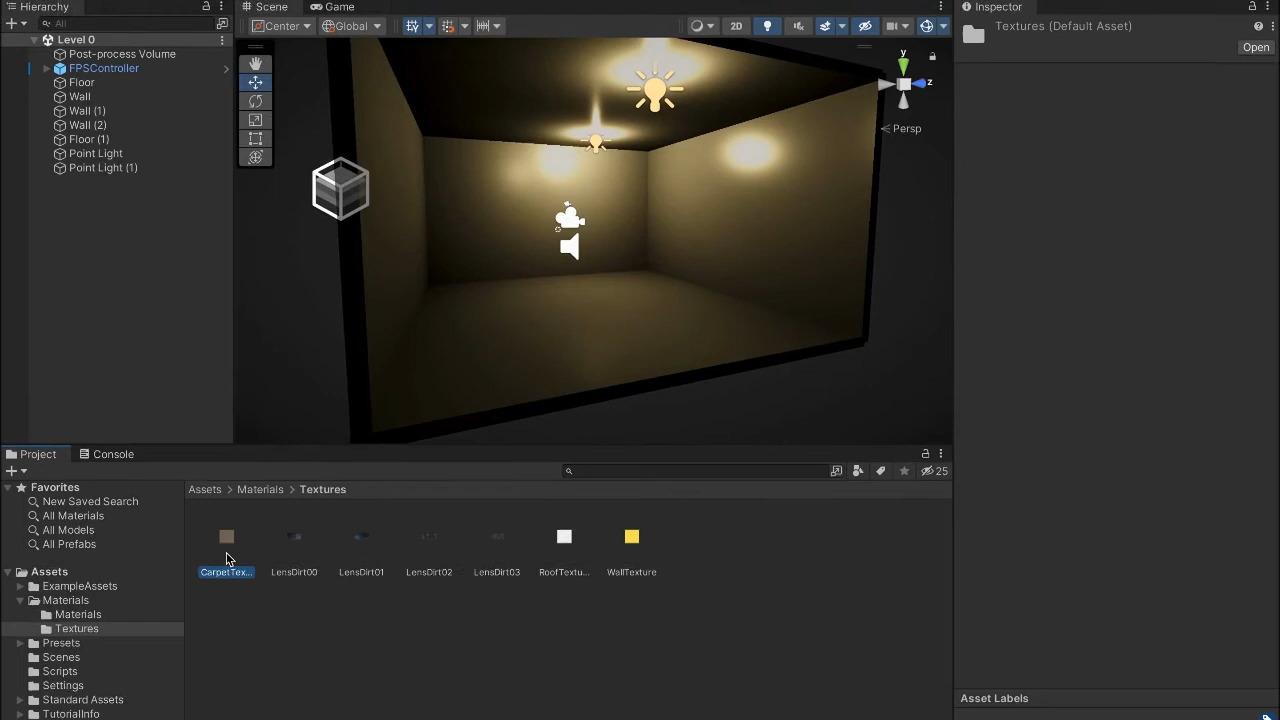 Hierarchy
All
Level 0
Post-process Volume
FPSController
Floor
Wall
Wall (1)
Wall (2)
Floor (1)
Point Light
Point Light (1)
Scene Game
Center Global 2D
y
z
Persp
Inspector
Textures (Default Asset)
Open
Project Console
25
Favorites
New Saved Search
All Materials
All Models
All Prefabs
Assets
ExampleAssets
Materials
Materials
Textures
Presets
Scenes
Scripts
Settings
Standard Assets
TutorialInfo
Assets > Materials > Textures
CarpetTex... LensDirt00 LensDirt01 LensDirt02 LensDirt03 RoofTextu... WallTexture
Asset Labels